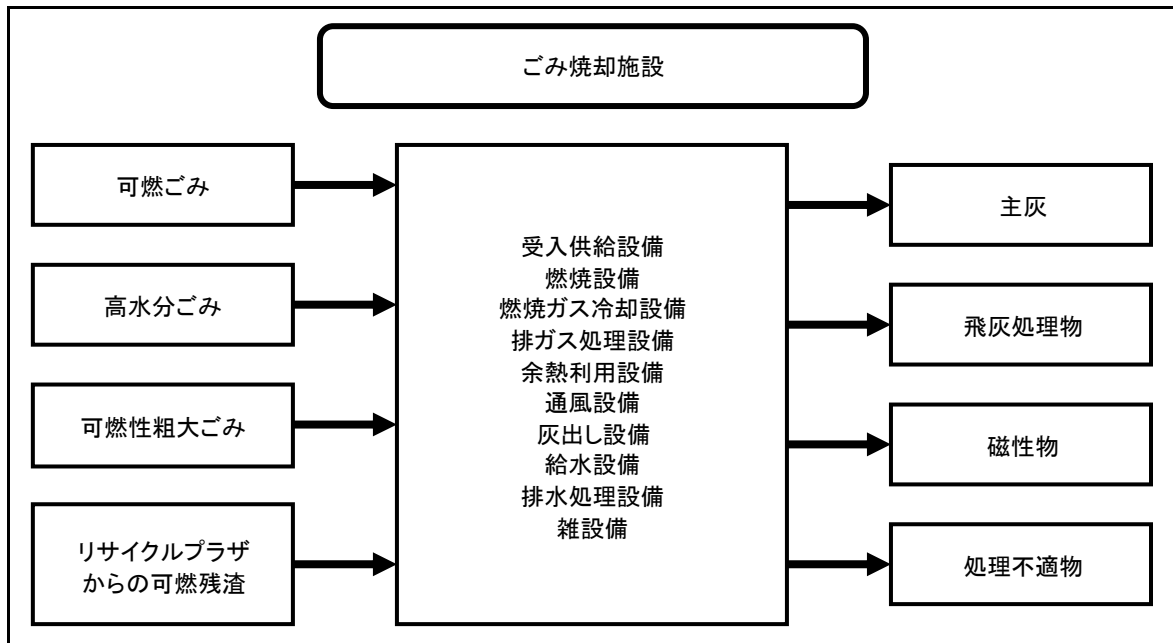 ごみ焼却施設
可燃ごみ
高水分ごみ
可燃性粗大ごみ
リサイクルプラザ
からの可燃残渣
受入供給設備
燃焼設備
燃焼ガス冷却設備
排ガス処理設備
余熱利用設備
通風設備
灰出し設備
給水設備
排水処理設備
雑設備
主灰
飛灰処理物
磁性物
処理不適物